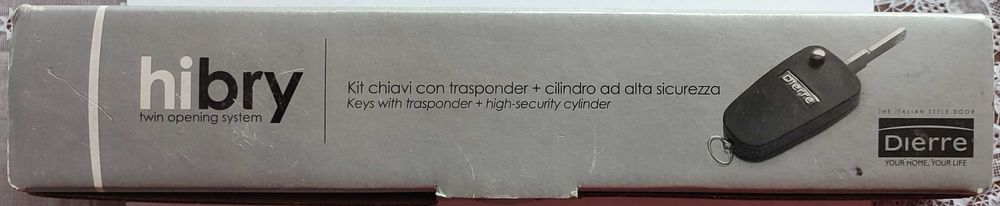 hibry
twin opening system
Kit chiavi con trasponder + cilindro ad alta sicurezza
Keys with trasponder + high-security cylinder
Dierre
THE ITALIAN STYLE DOOR
Dierre
YOUR HOME, YOUR LIFE